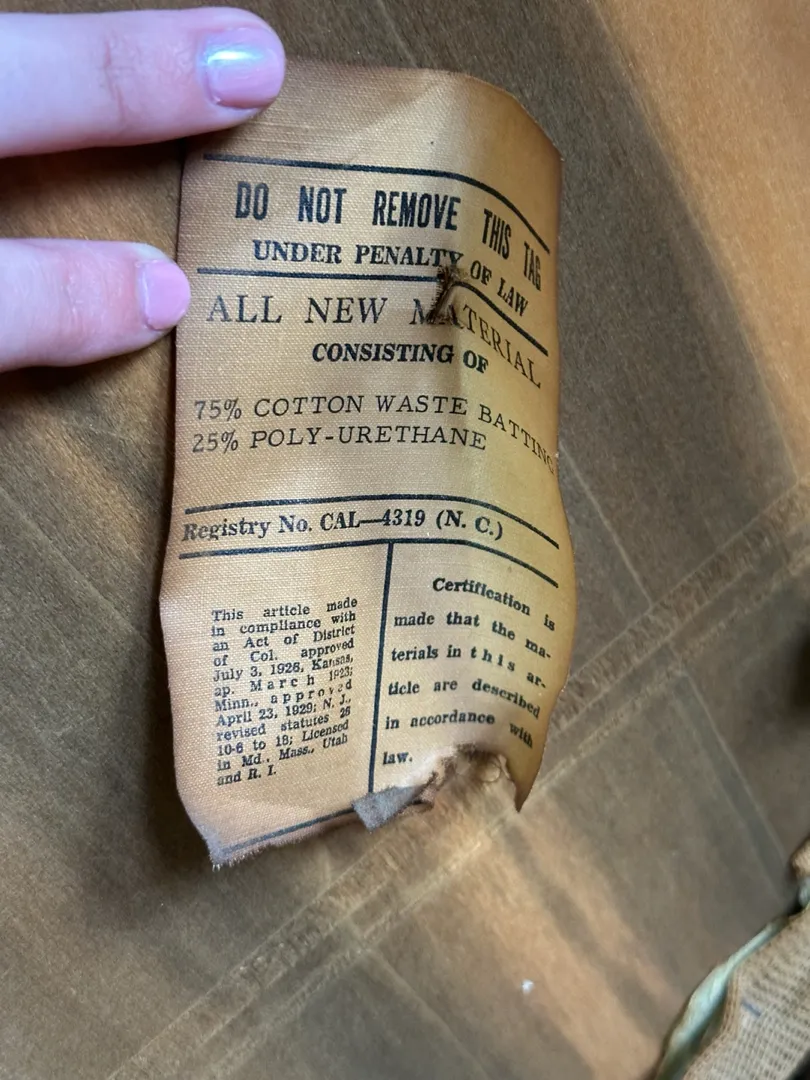 DO NOT REMOVE THIS TAG
UNDER PENALTY OF LAW
ALL NEW MATERIAL
CONSISTING OF
75% COTTON WASTE BATTING
25% POLY-URETHANE
Registry No. CAL—4319 (N. C.)
This article made
in compliance with
an Act of District
of Col. approved
July 3, 1926, Kansas,
ap. March 1923;
Minn., approved
April 23, 1929; N. J.,
revised statutes 26
10-6 to 18; Licensed
in Md., Mass., Utah
and R. I.
Certification is
made that the ma-
terials in this ar-
ticle are described
in accordance with
law.